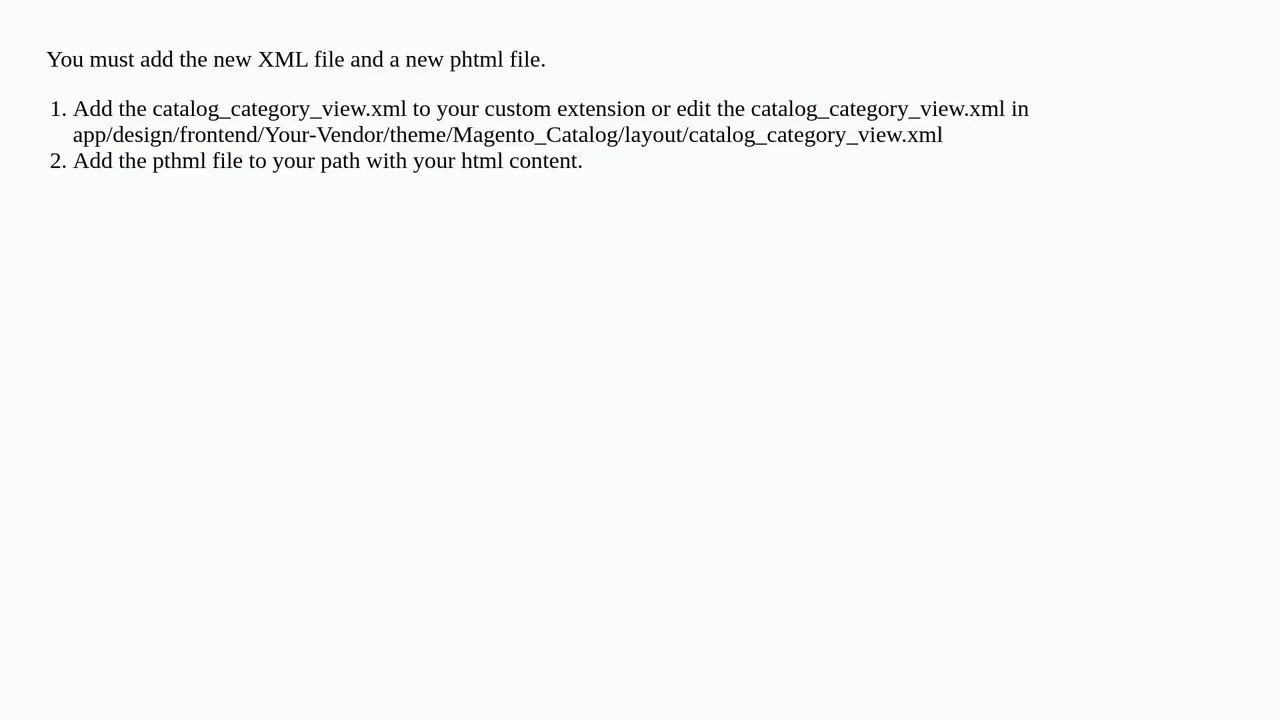 You must add the new XML file and a new phtml file.
1. Add the catalog_category_view.xml to your custom extension or edit the catalog_category_view.xml in
app/design/frontend/Your-Vendor/theme/Magento_Catalog/layout/catalog_category_view.xml
2. Add the pthml file to your path with your html content.